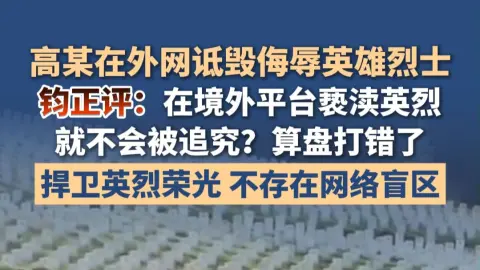 高某在外网诋毁侮辱英雄烈士
钧正评：在境外平台亵渎英烈
就不会被追究？算盘打错了
捍卫英烈荣光 不存在网络盲区